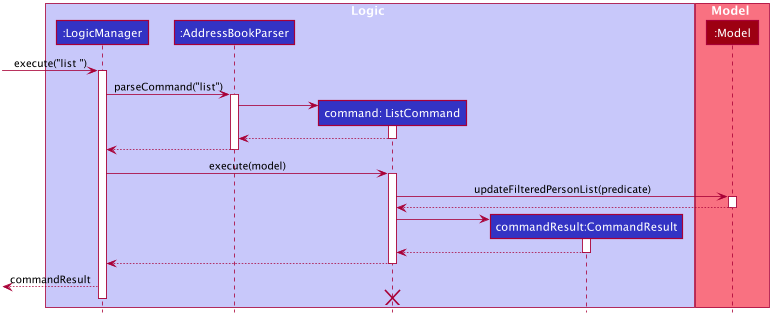 Logic
Model
:LogicManager
:AddressBookParser
:Model
execute("list ")
parseCommand("list")
command: ListCommand
execute(model)
updateFilteredPersonList(predicate)
commandResult:CommandResult
commandResult